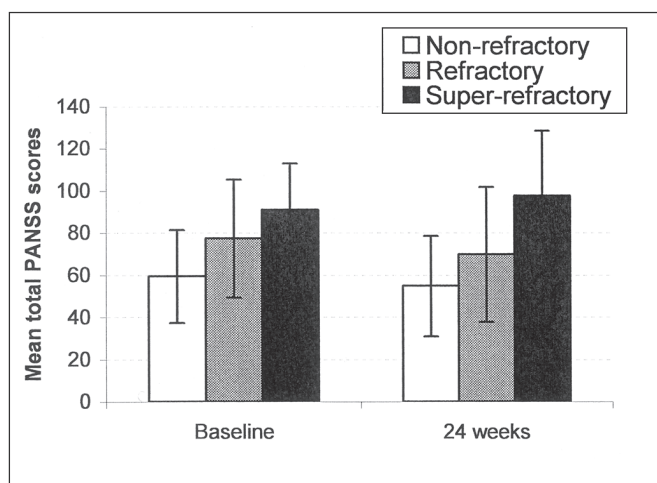 Non-refractory
Refractory
Super-refractory
Mean total PANSS scores
140
120
100
80
60
40
20
0
Baseline
24 weeks